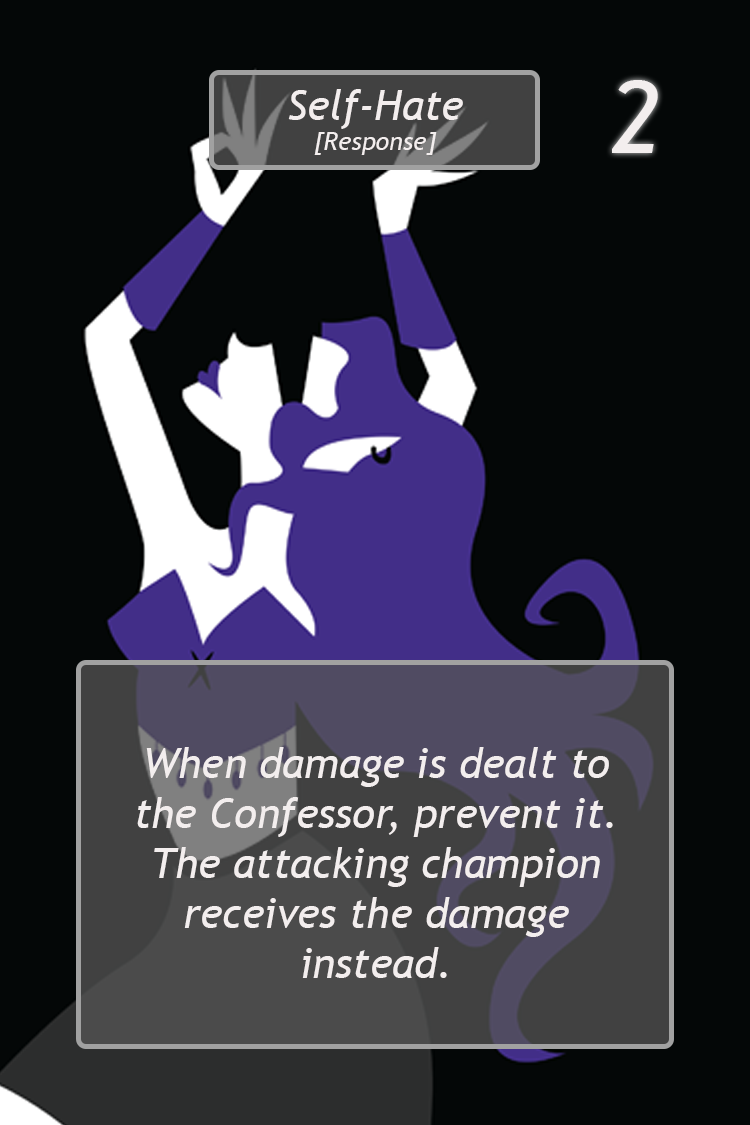 Self-Hate
[Response]
2
When damage is dealt to
the Confessor, prevent it.
The attacking champion
receives the damage
instead.